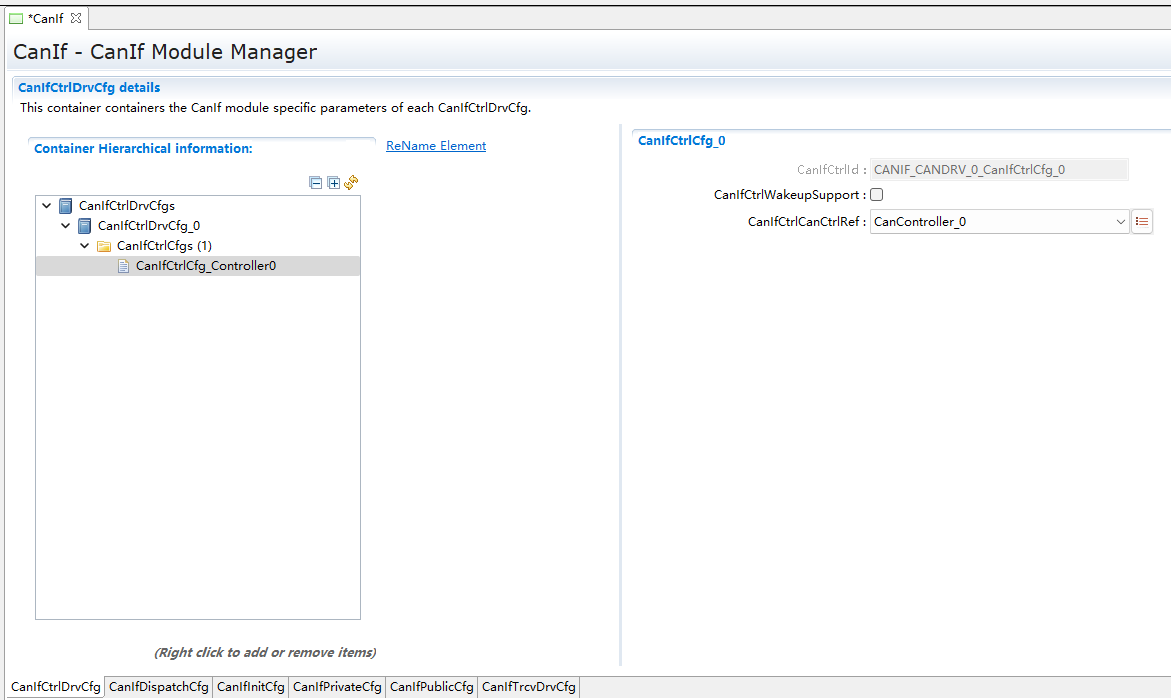 *CanIf
CanIf - CanIf Module Manager
CanIfCtrlDrvCfg details
This container containers the CanIf module specific parameters of each CanIfCtrlDrvCfg.
Container Hierarchical information:
ReName Element
CanIfCtrlDrvCfgs
CanIfCtrlDrvCfg_0
CanIfCtrlCfgs (1)
CanIfCtrlCfg_Controller0
(Right click to add or remove items)
CanIfCtrlCfg_0
CanIfCtrlId : CANIF_CANDRV_0_CanIfCtrlCfg_0
CanIfCtrlWakeupSupport :
CanIfCtrlCanCtrlRef : CanController_0
CanIfCtrlDrvCfg CanIfDispatchCfg CanIfInitCfg CanIfPrivateCfg CanIfPublicCfg CanIfTrcvDrvCfg